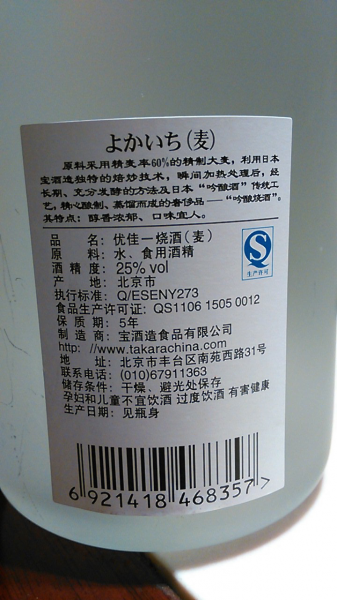 よかいち(麦)
原料采用精麦率60%的精制大麦，利用日本
宝酒造独特的焙炒技术，瞬间加热处理后，经
长期、充分发酵的方法及日本“吟酿酒”传统工
艺，精心酿制、蒸馏而成的奢侈品——“吟酿烧酒”。
其特点：醇香浓郁、口味宜人。
品 名：优佳一烧酒(麦)
原 料：水、食用酒精
酒 精 度：25% vol
产 地：北京市
执行标准：Q/ESENY273
食品生产许可证：QS1106 1505 0012
保 质 期：5年
制 造 商：宝酒造食品有限公司
http: //www.takarachina.com
地 址：北京市丰台区南苑西路31号
联系电话：(010)67911363
储存条件：干燥、避光处保存
孕妇和儿童不宜饮酒 过度饮酒 有害健康
生产日期：见瓶身
QS
生产许可
6 921418 468357>